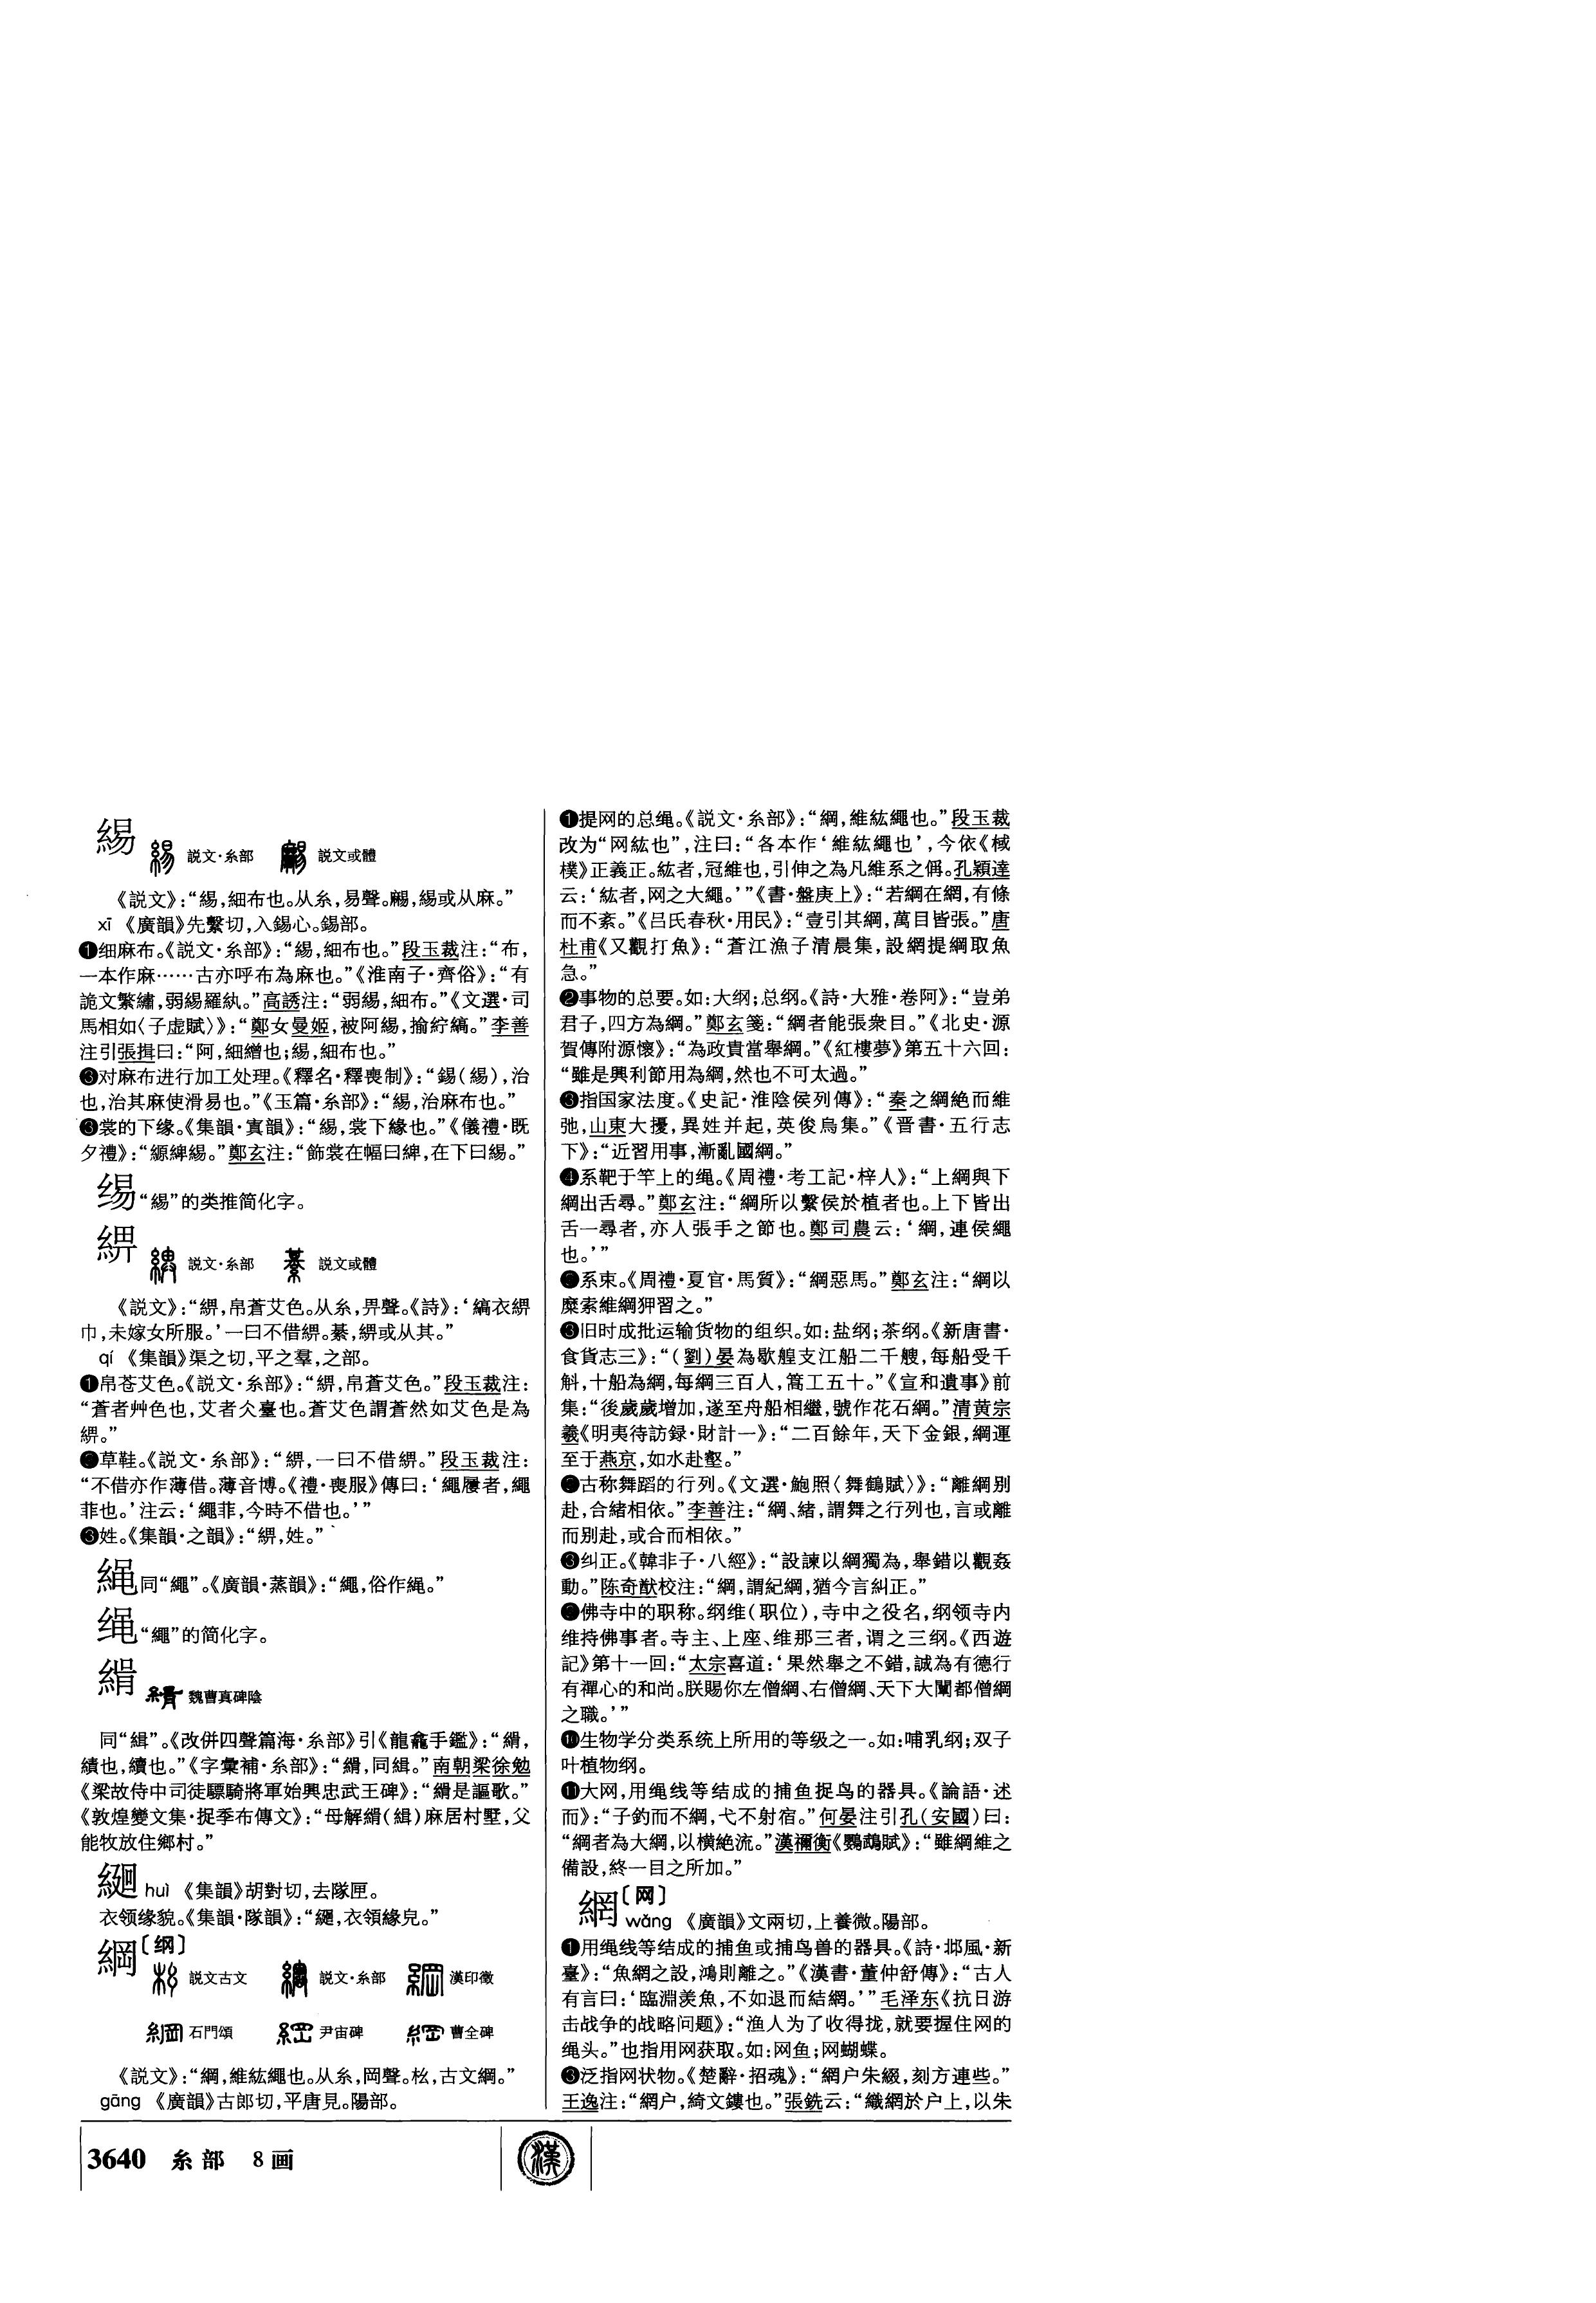 緆
説文·糸部 説文或體
《説文》：“緆，細布也。从糸，易聲。䴲，緆或从麻。”
xī 《廣韻》先擊切，入錫心。錫部。
❶细麻布。《説文·糸部》：“緆，細布也。”段玉裁注：“布，
一本作麻……古亦呼布為麻也。”《淮南子·齊俗》：“有
詭文繁繡，弱緆羅紈。”高誘注：“弱緆，細布。”《文選·司
馬相如〈子虚賦〉》：“鄭女曼姬，被阿緆，揄紵縞。”李善
注引張揖曰：“阿，細繒也；緆，細布也。”
❷对麻布进行加工处理。《釋名·釋喪制》：“錫（緆），治
也，治其麻使滑易也。”《玉篇·糸部》：“緆，治麻布也。”
❸裳的下缘。《集韻·寘韻》：“緆，裳下緣也。”《儀禮·既
夕禮》：“縓綼緆。”鄭玄注：“飾裳在幅曰綼，在下曰緆。”
𫄨“緆”的类推简化字。
綥
説文·糸部 説文或體
《説文》：“綥，帛蒼艾色。从糸，畀聲。《詩》：‘縞衣綥
巾，未嫁女所服。’一曰不借綥。綦，綥或从其。”
qí 《集韻》渠之切，平之羣，之部。
❶帛苍艾色。《説文·糸部》：“綥，帛蒼艾色。”段玉裁注：
“蒼者艸色也，艾者仌臺也。蒼艾色謂蒼然如艾色是為
綥。”
❷草鞋。《説文·糸部》：“綥，一曰不借綥。”段玉裁注：
“不借亦作薄借。薄音博。《禮·喪服》傳曰：‘繩屨者，繩
菲也。’注云：‘繩菲，今時不借也。’”
❸姓。《集韻·之韻》：“綥，姓。”
縄同“繩”。《廣韻·蒸韻》：“繩，俗作縄。”
绳“繩”的简化字。
緝
魏曹真碑陰
同“緝”。《改併四聲篇海·糸部》引《龍龕手鑑》：“縃，
績也，續也。”《字彙補·糸部》：“縃，同緝。”南朝梁徐勉
《梁故侍中司徒驃騎將軍始興忠武王碑》：“縃是謳歌。”
《敦煌變文集·捉季布傳文》：“母解縃（緝）麻居村墅，父
能牧放住鄉村。”
huì 《集韻》胡對切，去隊匣。
衣领缘貌。《集韻·隊韻》：“，衣領緣皃。”
綱〔纲〕
説文古文 説文·糸部 漢印徵
石門頌 尹宙碑 曹全碑
《説文》：“綱，維紘繩也。从糸，岡聲。，古文綱。”
gāng 《廣韻》古郎切，平唐見。陽部。
❶提网的总绳。《説文·糸部》：“綱，維紘繩也。”段玉裁
改为“网紘也”，注曰：“各本作‘維紘繩也’，今依《棫
樸》正義正。紘者，冠維也，引伸之為凡維系之偁。孔穎達
云：‘紘者，网之大繩。’”《書·盤庚上》：“若網在綱，有條
而不紊。”《吕氏春秋·用民》：“壹引其綱，萬目皆張。”唐
杜甫《又觀打魚》：“蒼江漁子清晨集，設網提綱取魚
急。”
❷事物的总要。如：大纲；总纲。《詩·大雅·卷阿》：“豈弟
君子，四方為綱。”鄭玄箋：“綱者能張衆目。”《北史·源
賀傳附源懷》：“為政貴當舉綱。”《紅樓夢》第五十六回：
“雖是興利節用為綱，然也不可太過。”
❸指国家法度。《史記·淮陰侯列傳》：“秦之綱絶而維
弛，山東大擾，異姓并起，英俊烏集。”《晋書·五行志
下》：“近習用事，漸亂國綱。”
❹系靶于竿上的绳。《周禮·考工記·梓人》：“上綱與下
綱出舌尋。”鄭玄注：“綱所以繫侯於植者也。上下皆出
舌一尋者，亦人張手之節也。鄭司農云：‘綱，連侯繩
也。’”
❺系束。《周禮·夏官·馬質》：“綱惡馬。”鄭玄注：“綱以
縻索維綱狎習之。”
❻旧时成批运输货物的组织。如：盐纲；茶纲。《新唐書·
食貨志三》：“（劉）晏為歇艎支江船二千艘，每船受千
斛，十船為綱，每綱三百人，篙工五十。”《宣和遺事》前
集：“後歲歲增加，遂至舟船相繼，號作花石綱。”清黄宗
羲《明夷待訪録·財計一》：“二百餘年，天下金銀，綱運
至于燕京，如水赴壑。”
❼古称舞蹈的行列。《文選·鮑照〈舞鶴賦〉》：“離綱别
赴，合緒相依。”李善注：“綱、緒，謂舞之行列也，言或離
而别赴，或合而相依。”
❽纠正。《韓非子·八經》：“設諫以綱獨為，舉錯以觀姦
動。”陈奇猷校注：“綱，謂紀綱，猶今言糾正。”
❾佛寺中的职称。纲维（职位），寺中之役名，纲领寺内
维持佛事者。寺主、上座、维那三者，谓之三纲。《西遊
記》第十一回：“太宗喜道：‘果然舉之不錯，誠為有德行
有禪心的和尚。朕賜你左僧綱、右僧綱、天下大闡都僧綱
之職。’”
❿生物学分类系统上所用的等级之一。如：哺乳纲；双子
叶植物纲。
⓫大网，用绳线等结成的捕鱼捉鸟的器具。《論語·述
而》：“子釣而不綱，弋不射宿。”何晏注引孔（安國）曰：
“綱者為大綱，以横絶流。”漢禰衡《鸚鵡賦》：“雖綱維之
備設，終一目之所加。”
網〔网〕
wǎng 《廣韻》文兩切，上養微。陽部。
❶用绳线等结成的捕鱼或捕鸟兽的器具。《詩·邶風·新
臺》：“魚網之設，鴻則離之。”《漢書·董仲舒傳》：“古人
有言曰：‘臨淵羡魚，不如退而結網。’”毛泽东《抗日游
击战争的战略问题》：“渔人为了收得拢，就要握住网的
绳头。”也指用网获取。如：网鱼；网蝴蝶。
❷泛指网状物。《楚辭·招魂》：“網户朱綴，刻方連些。”
王逸注：“網户，綺文鏤也。”張銑云：“織網於户上，以朱
3640 糸部 8画
漢